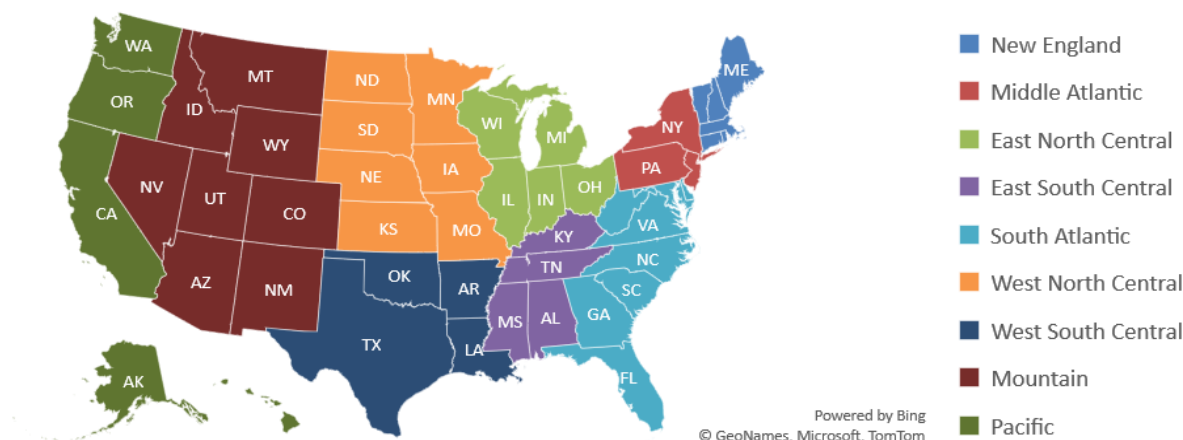 WA
MT
ND
MN
ME
OR
ID
WY
SD
WI
MI
NY
NV
UT
CO
NE
IA
IL
IN
OH
PA
CA
KS
MO
KY
VA
AZ
NM
OK
AR
TN
NC
SC
TX
LA
MS
AL
GA
AK
FL
New England
Middle Atlantic
East North Central
East South Central
South Atlantic
West North Central
West South Central
Mountain
Pacific
Powered by Bing
© GeoNames, Microsoft, TomTom